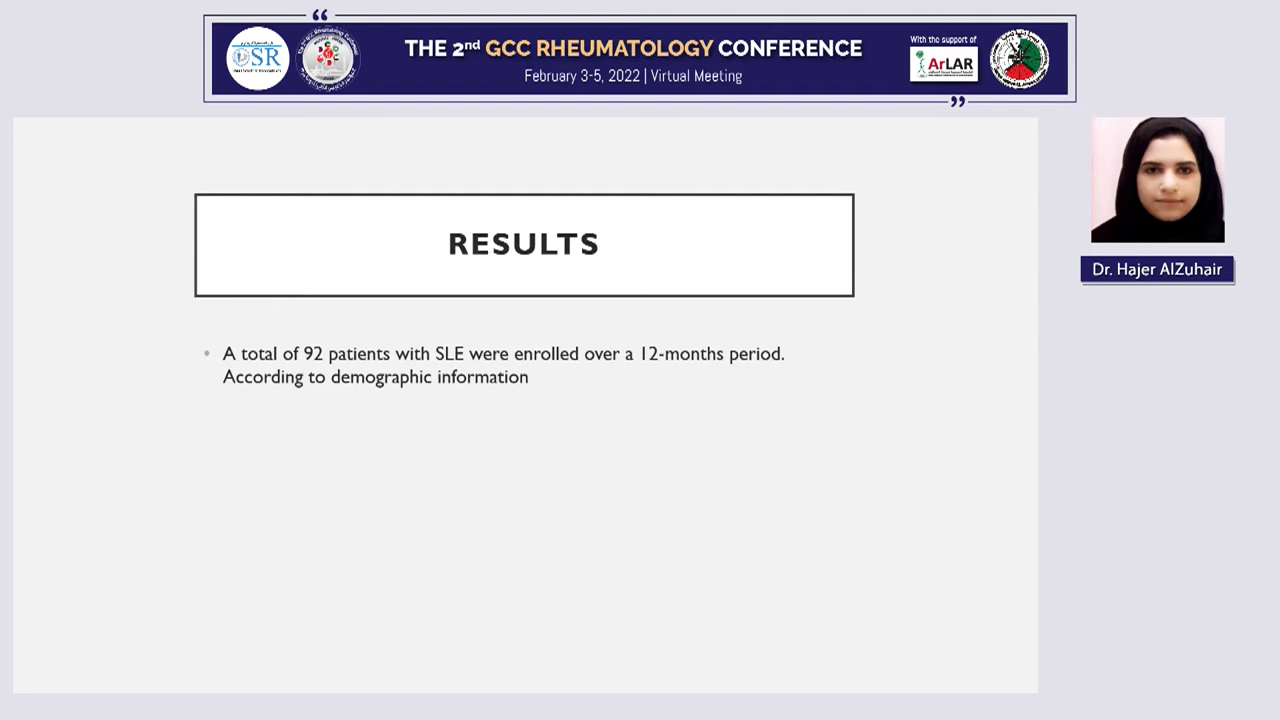 THE 2nd GCC RHEUMATOLOGY CONFERENCE
February 3-5, 2022 | Virtual Meeting
With the support of
ArLAR
OSR
Dr. Hajer AlZuhair
RESULTS
• A total of 92 patients with SLE were enrolled over a 12-months period.
According to demographic information